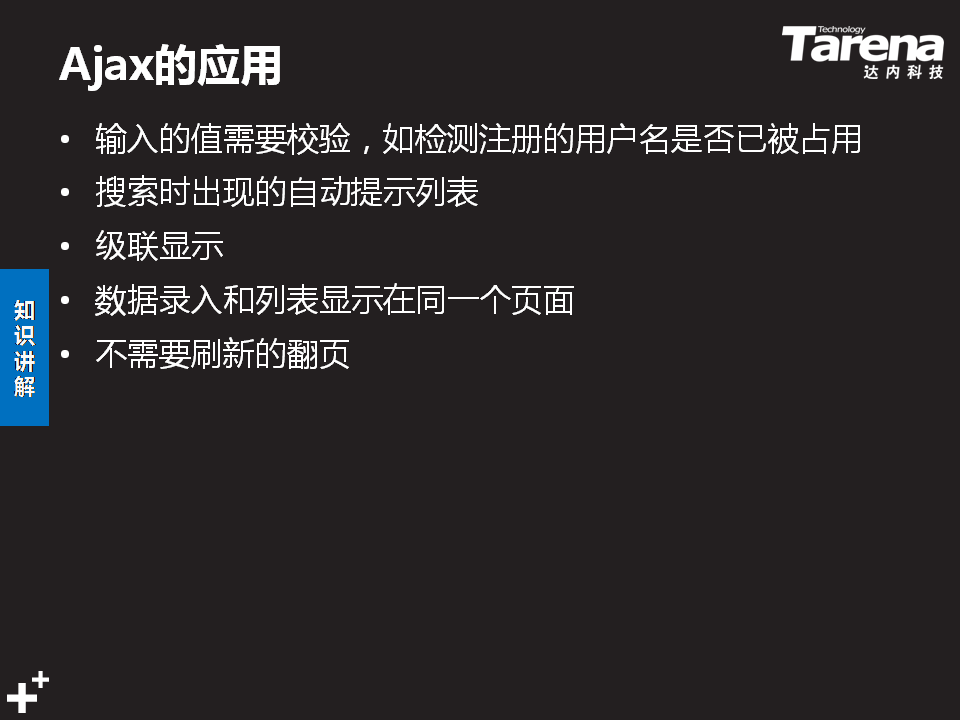 Ajax的应用
Technology
Tarena
达内科技
• 输入的值需要校验，如检测注册的用户名是否已被占用
• 搜索时出现的自动提示列表
• 级联显示
• 数据录入和列表显示在同一个页面
• 不需要刷新的翻页
知识讲解